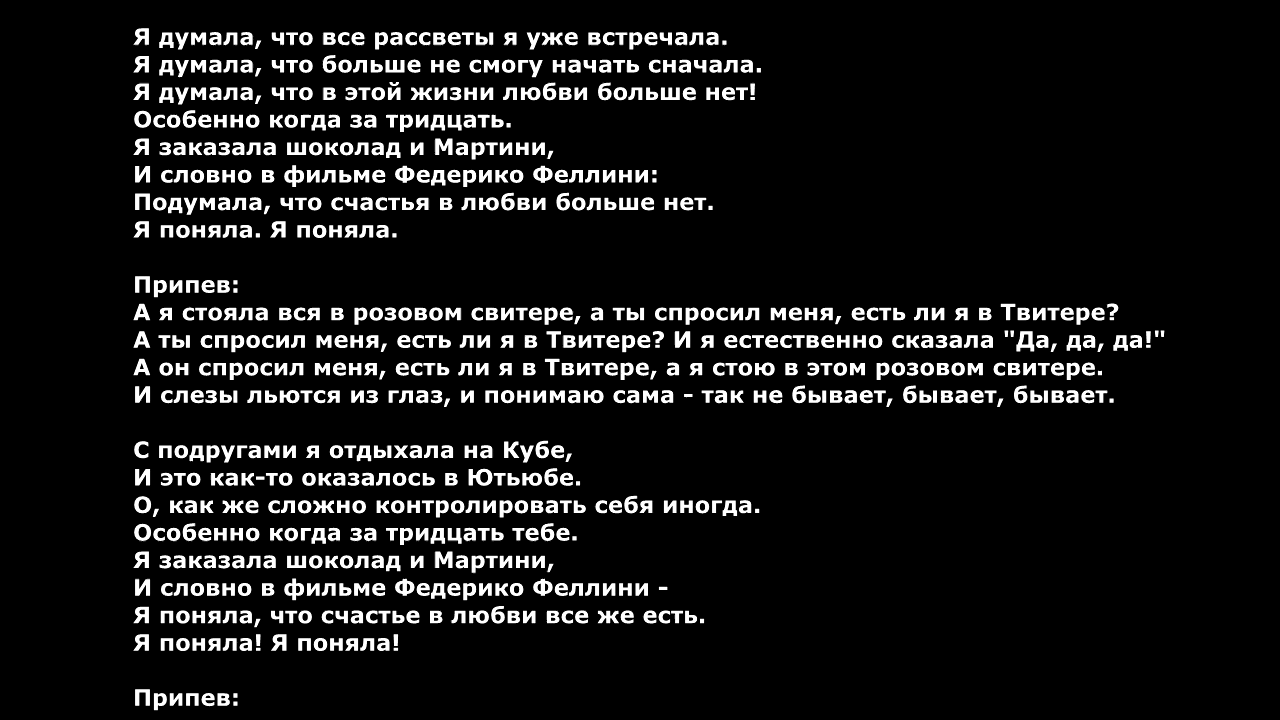 Я думала, что все рассветы я уже встречала.
Я думала, что больше не смогу начать сначала.
Я думала, что в этой жизни любви больше нет!
Особенно когда за тридцать.
Я заказала шоколад и Мартини,
И словно в фильме Федерико Феллини:
Подумала, что счастья в любви больше нет.
Я поняла. Я поняла.
Припев:
А я стояла вся в розовом свитере, а ты спросил меня, есть ли я в Твитере?
А ты спросил меня, есть ли я в Твитере? И я естественно сказала "Да, да, да!"
А он спросил меня, есть ли я в Твитере, а я стою в этом розовом свитере.
И слезы льются из глаз, и понимаю сама - так не бывает, бывает, бывает.
С подругами я отдыхала на Кубе,
И это как-то оказалось в Ютьюбе.
О, как же сложно контролировать себя иногда.
Особенно когда за тридцать тебе.
Я заказала шоколад и Мартини,
И словно в фильме Федерико Феллини -
Я поняла, что счастье в любви все же есть.
Я поняла! Я поняла!
Припев: